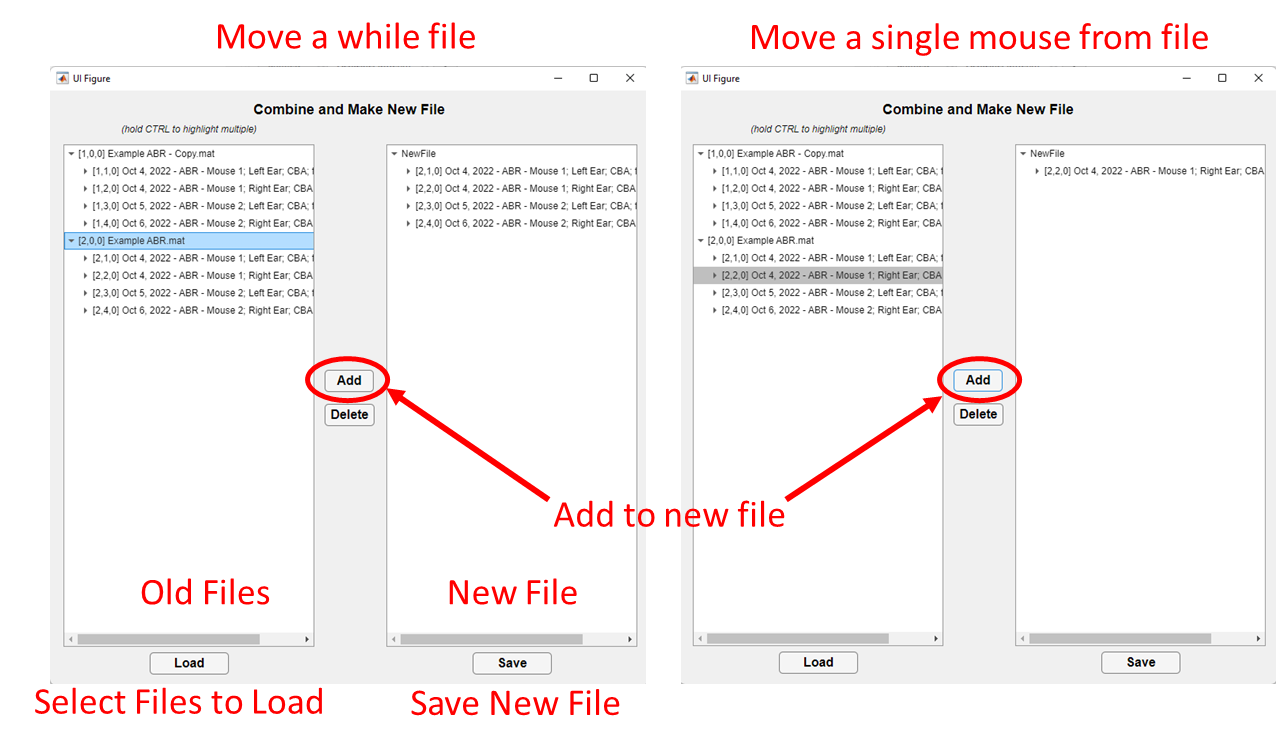 Move a while file
Move a single mouse from file
UI Figure
Combine and Make New File
(hold CTRL to highlight multiple)
[1,0,0] Example ABR - Copy.mat
[1,1,0] Oct 4, 2022 - ABR - Mouse 1; Left Ear; CBA;
[1,2,0] Oct 4, 2022 - ABR - Mouse 1; Right Ear; CBA
[1,3,0] Oct 5, 2022 - ABR - Mouse 2; Left Ear; CBA;
[1,4,0] Oct 6, 2022 - ABR - Mouse 2; Right Ear; CBA
[2,0,0] Example ABR.mat
[2,1,0] Oct 4, 2022 - ABR - Mouse 1; Left Ear; CBA;
[2,2,0] Oct 4, 2022 - ABR - Mouse 1; Right Ear; CBA
[2,3,0] Oct 5, 2022 - ABR - Mouse 2; Left Ear; CBA;
[2,4,0] Oct 6, 2022 - ABR - Mouse 2; Right Ear; CBA
NewFile
[2,1,0] Oct 4, 2022 - ABR - Mouse 1; Left Ear; CBA;
[2,2,0] Oct 4, 2022 - ABR - Mouse 1; Right Ear; CBA
[2,3,0] Oct 5, 2022 - ABR - Mouse 2; Left Ear; CBA;
[2,4,0] Oct 6, 2022 - ABR - Mouse 2; Right Ear; CBA
Add
Delete
Old Files
New File
Load
Save
Select Files to Load
Save New File
Add to new file
UI Figure
Combine and Make New File
(hold CTRL to highlight multiple)
[1,0,0] Example ABR - Copy.mat
[1,1,0] Oct 4, 2022 - ABR - Mouse 1; Left Ear; CBA;
[1,2,0] Oct 4, 2022 - ABR - Mouse 1; Right Ear; CBA
[1,3,0] Oct 5, 2022 - ABR - Mouse 2; Left Ear; CBA;
[1,4,0] Oct 6, 2022 - ABR - Mouse 2; Right Ear; CBA
[2,0,0] Example ABR.mat
[2,1,0] Oct 4, 2022 - ABR - Mouse 1; Left Ear; CBA;
[2,2,0] Oct 4, 2022 - ABR - Mouse 1; Right Ear; CBA
[2,3,0] Oct 5, 2022 - ABR - Mouse 2; Left Ear; CBA;
[2,4,0] Oct 6, 2022 - ABR - Mouse 2; Right Ear; CBA
NewFile
[2,2,0] Oct 4, 2022 - ABR - Mouse 1; Right Ear; CBA
Add
Delete
Load
Save